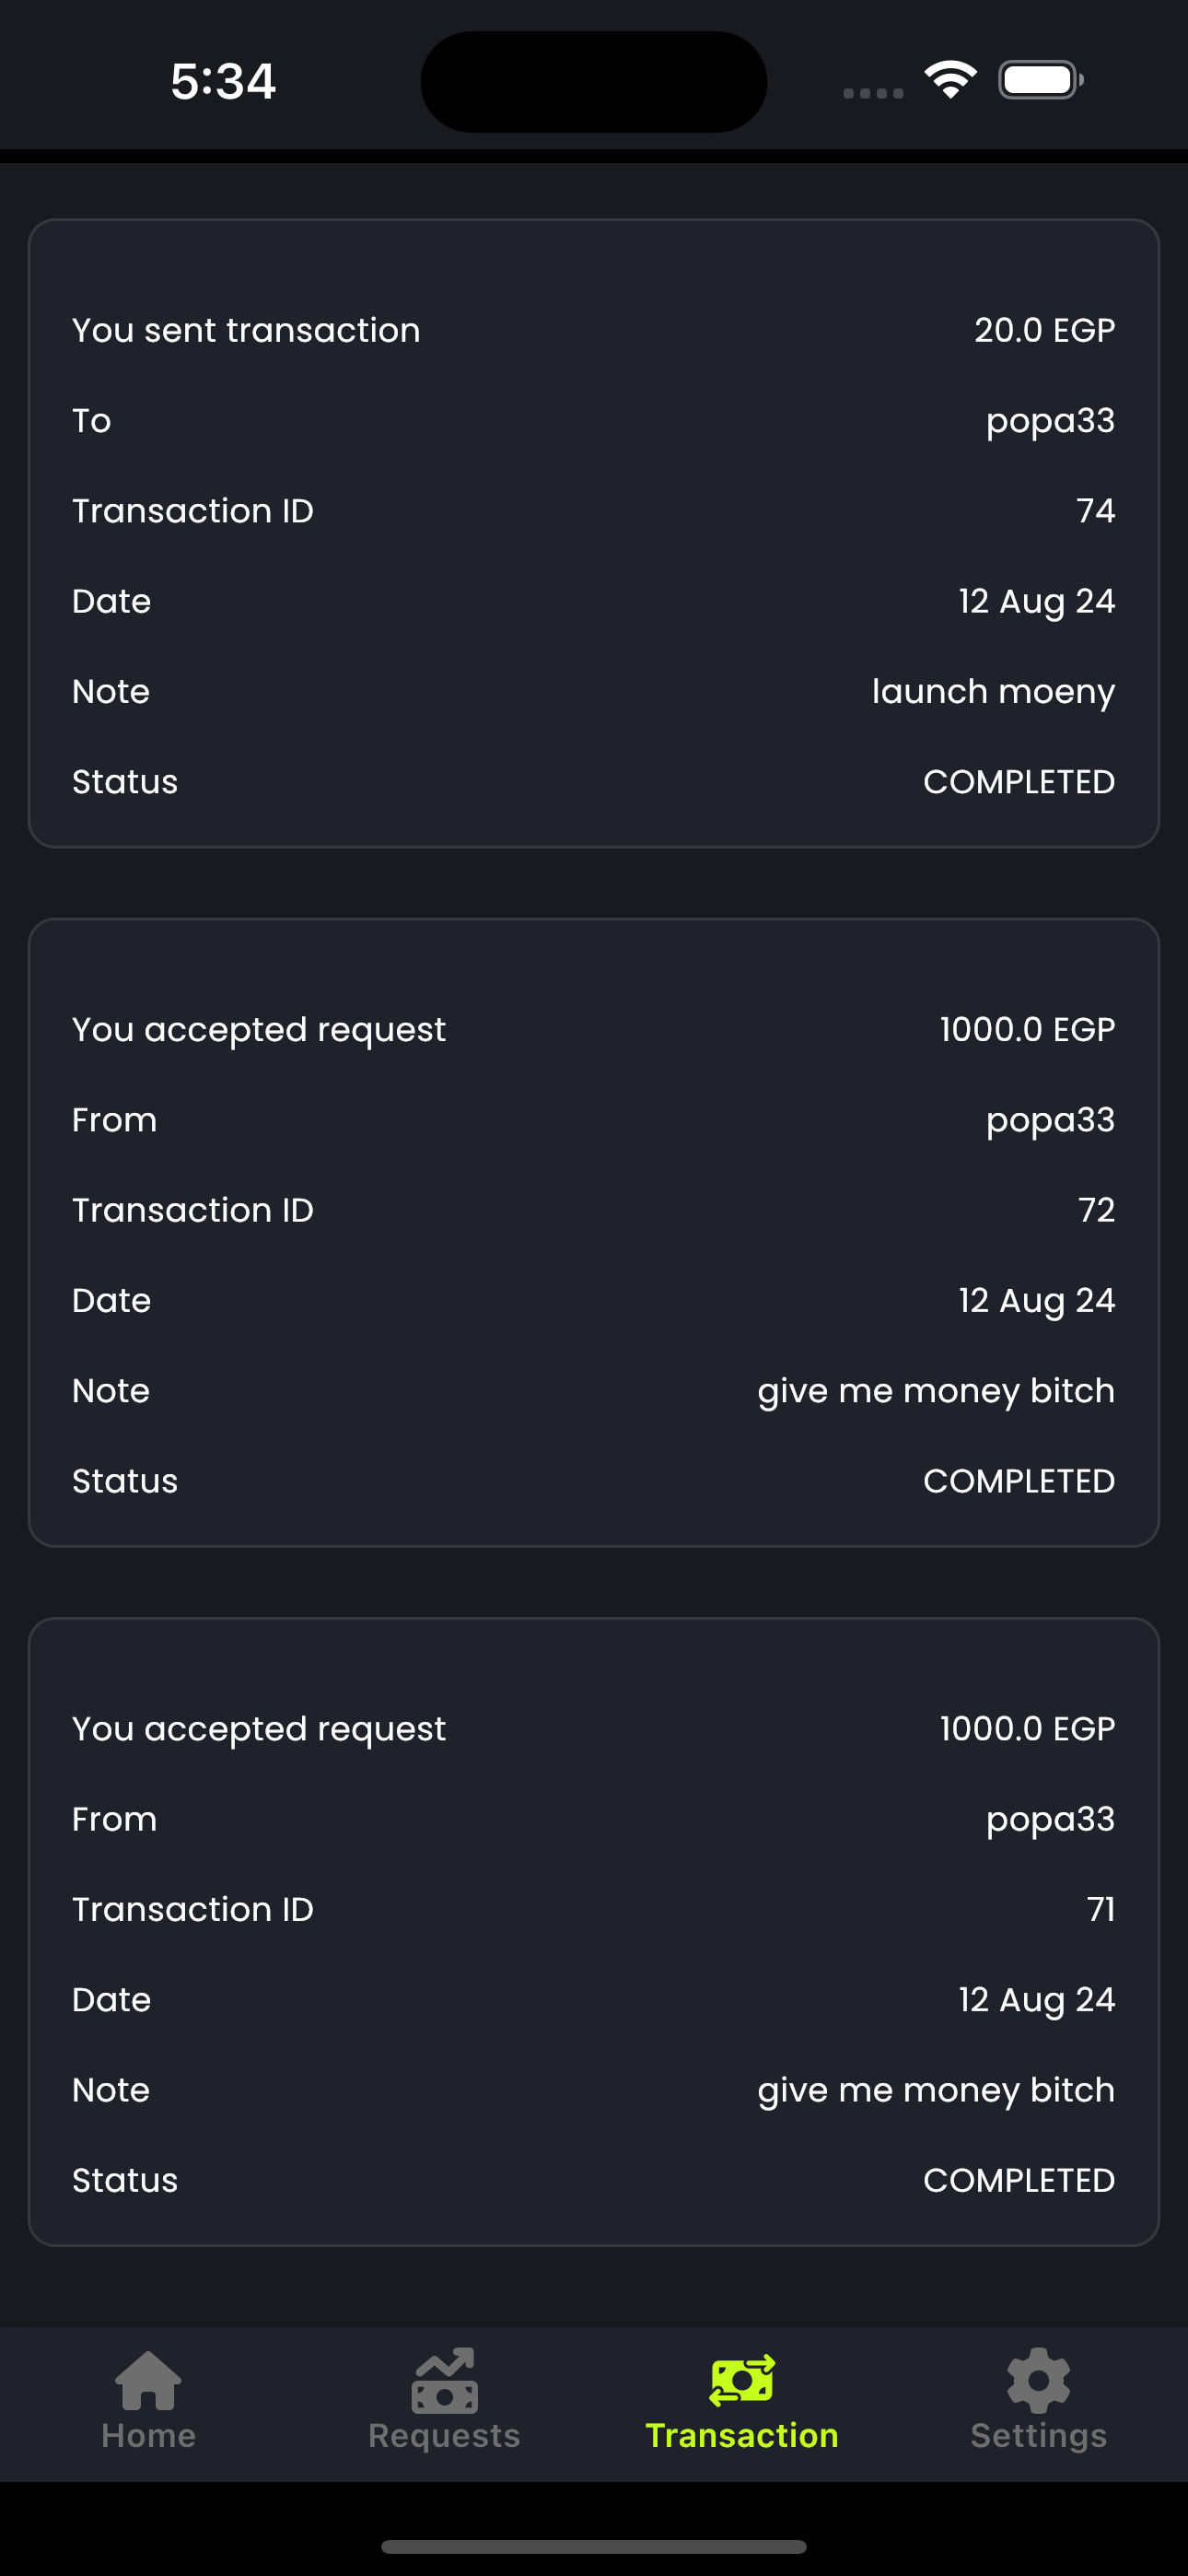 5:34
You sent transaction 20.0 EGP
To popa33
Transaction ID 74
Date 12 Aug 24
Note launch moeny
Status COMPLETED
You accepted request 1000.0 EGP
From popa33
Transaction ID 72
Date 12 Aug 24
Note give me money bitch
Status COMPLETED
You accepted request 1000.0 EGP
From popa33
Transaction ID 71
Date 12 Aug 24
Note give me money bitch
Status COMPLETED
Home Requests Transaction Settings